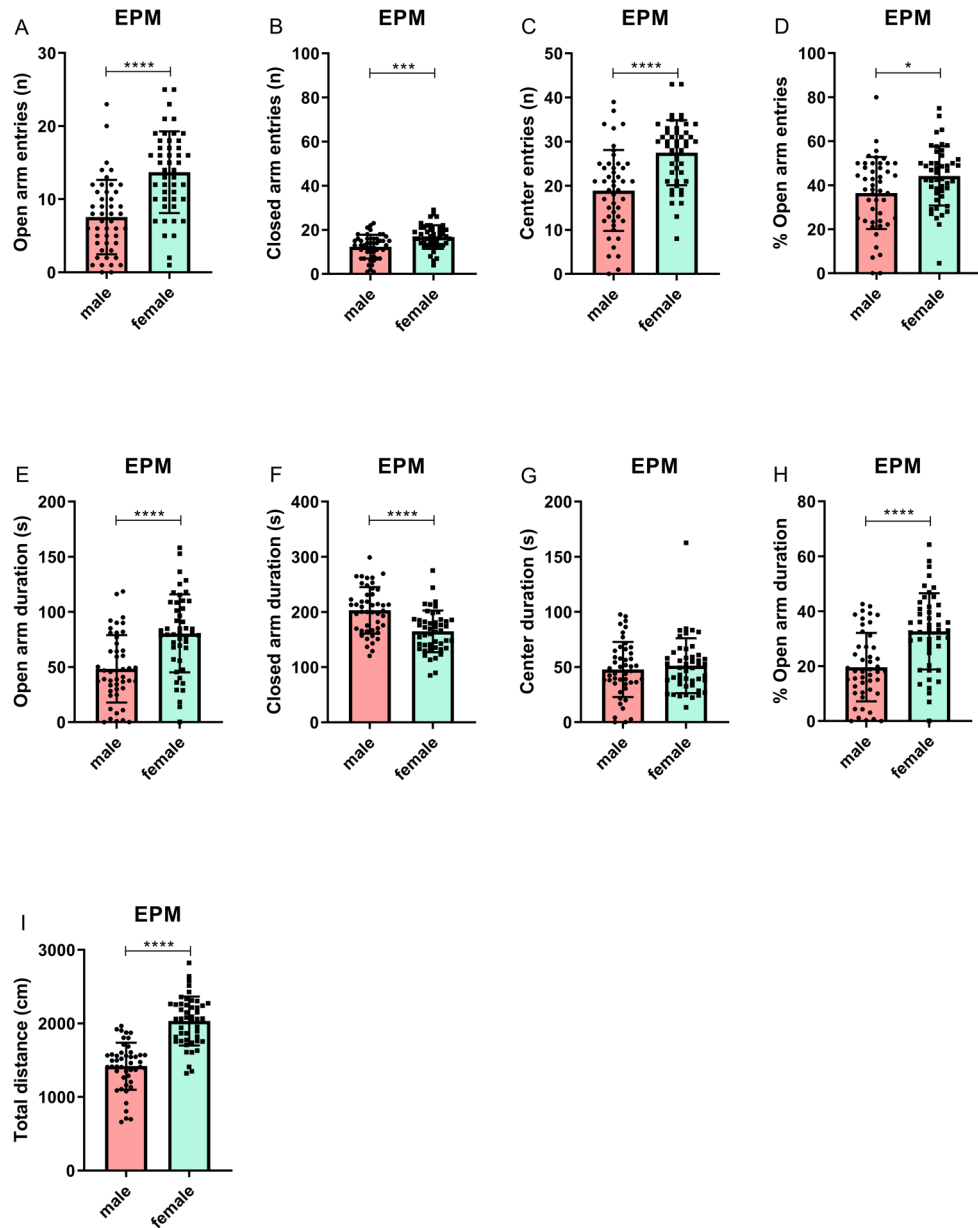 A
EPM
Open arm entries (n)
30
20
10
0
****
male
female
B
EPM
Closed arm entries (n)
100
80
60
40
20
0
***
male
female
C
EPM
Center entries (n)
50
40
30
20
10
0
****
male
female
D
EPM
% Open arm entries
100
80
60
40
20
0
*
male
female
E
EPM
Open arm duration (s)
200
150
100
50
0
****
male
female
F
EPM
Closed arm duration (s)
400
300
200
100
0
****
male
female
G
EPM
Center duration (s)
200
150
100
50
0
male
female
H
EPM
% Open arm duration
80
60
40
20
0
****
male
female
I
EPM
Total distance (cm)
3000
2000
1000
0
****
male
female